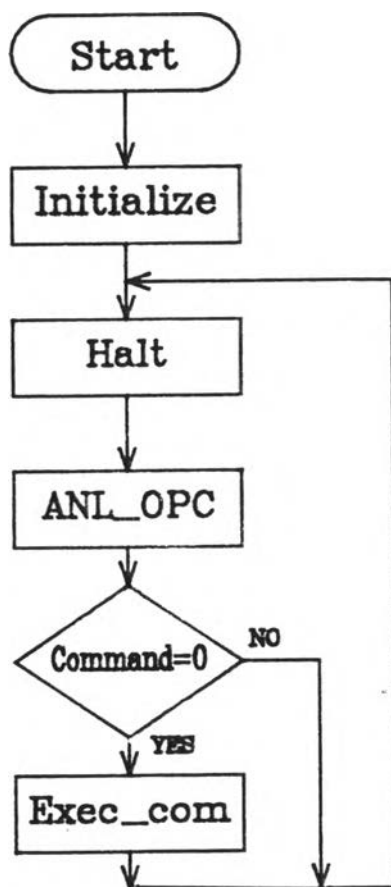 Start
Initialize
Halt
ANL_OPC
Command=0
NO
YES
Exec_com